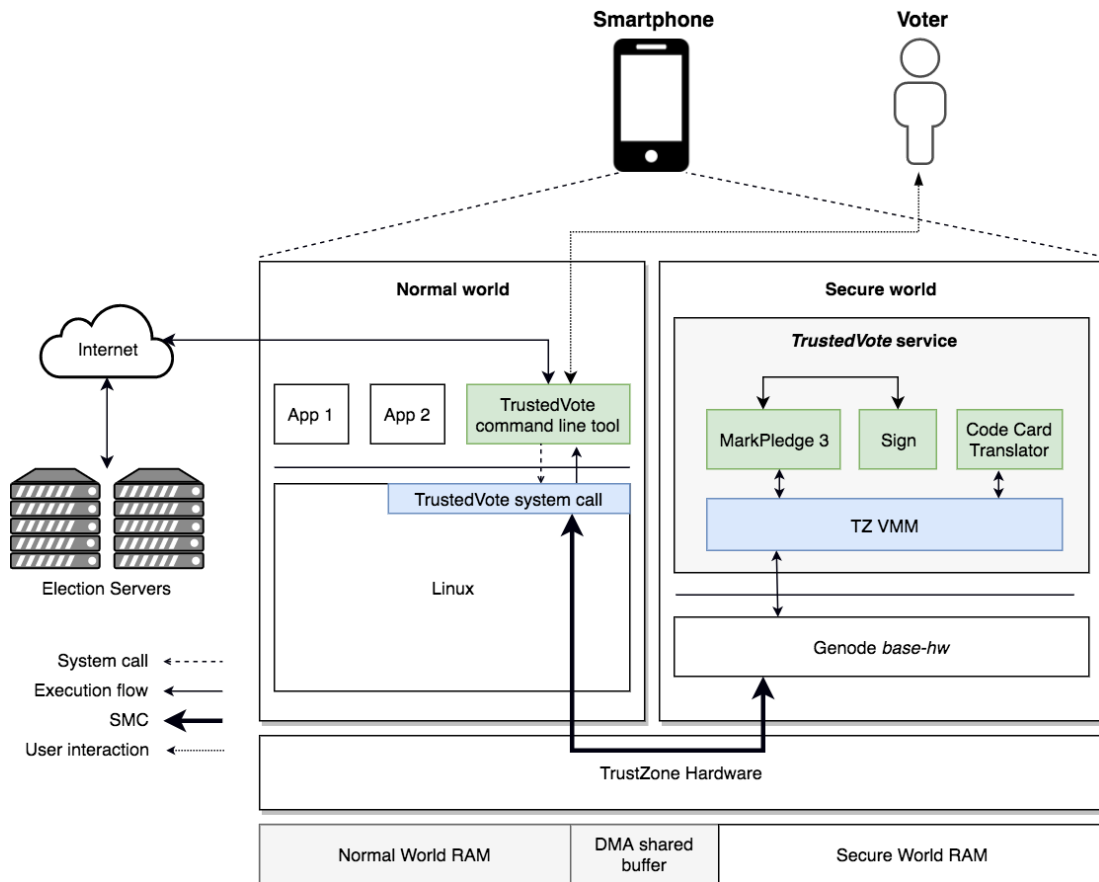 Smartphone
Voter
Normal world
Secure world
TrustedVote service
Internet
App 1
App 2
TrustedVote
command line tool
MarkPledge 3
Sign
Code Card
Translator
TrustedVote system call
TZ VMM
Election Servers
Linux
Genode base-hw
System call
Execution flow
SMC
User interaction
TrustZone Hardware
Normal World RAM
DMA shared
buffer
Secure World RAM